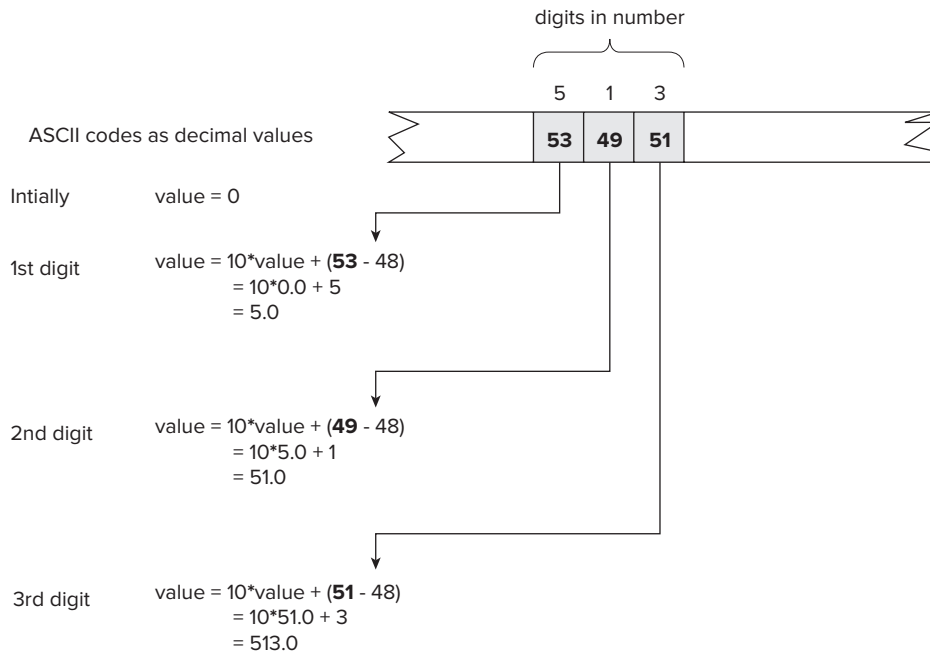 digits in number
5 1 3
ASCII codes as decimal values
53 49 51
Intially value = 0
1st digit value = 10*value + (53 - 48)
= 10*0.0 + 5
= 5.0
2nd digit value = 10*value + (49 - 48)
= 10*5.0 + 1
= 51.0
3rd digit value = 10*value + (51 - 48)
= 10*51.0 + 3
= 513.0